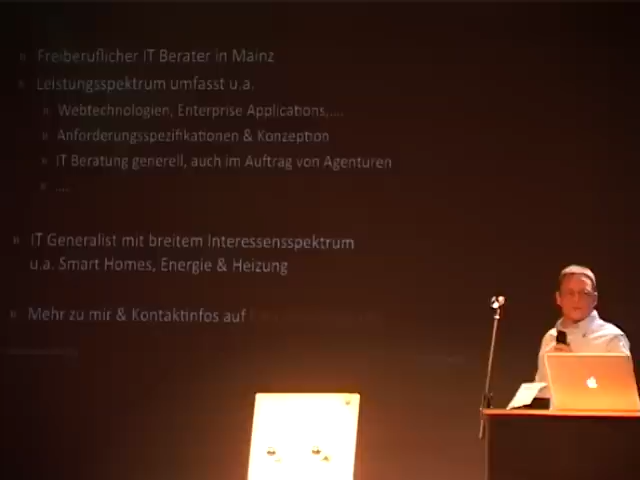 » Freiberuflicher IT Berater in Mainz
» Leistungsspektrum umfasst u.a.
» Webtechnologien, Enterprise Applications,....
» Anforderungsspezifikationen & Konzeption
» IT Beratung generell, auch im Auftrag von Agenturen
» ....
» IT Generalist mit breitem Interessensspektrum
u.a. Smart Homes, Energie & Heizung
» Mehr zu mir & Kontaktinfos auf